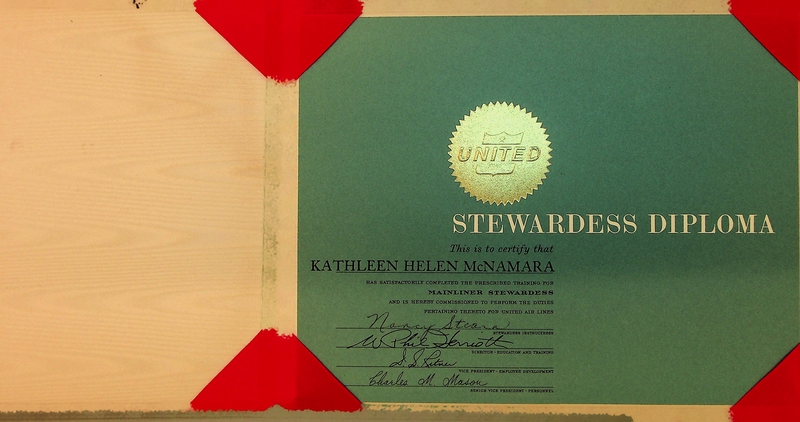 UNITED
STEWARDESS DIPLOMA
This is to certify that
KATHLEEN HELEN McNAMARA
HAS SATISFACTORILY COMPLETED THE PRESCRIBED TRAINING FOR
MAINLINER STEWARDESS
AND IS HEREBY COMMISSIONED TO PERFORM THE DUTIES
PERTAINING THERETO FOR UNITED AIR LINES
Nancy
STEWARDESS INSTRUCTRESS
W Phil
DIRECTOR - EDUCATION AND TRAINING
VICE PRESIDENT - EMPLOYEE DEVELOPMENT
Charles M. Mason
SENIOR VICE PRESIDENT - PERSONNEL